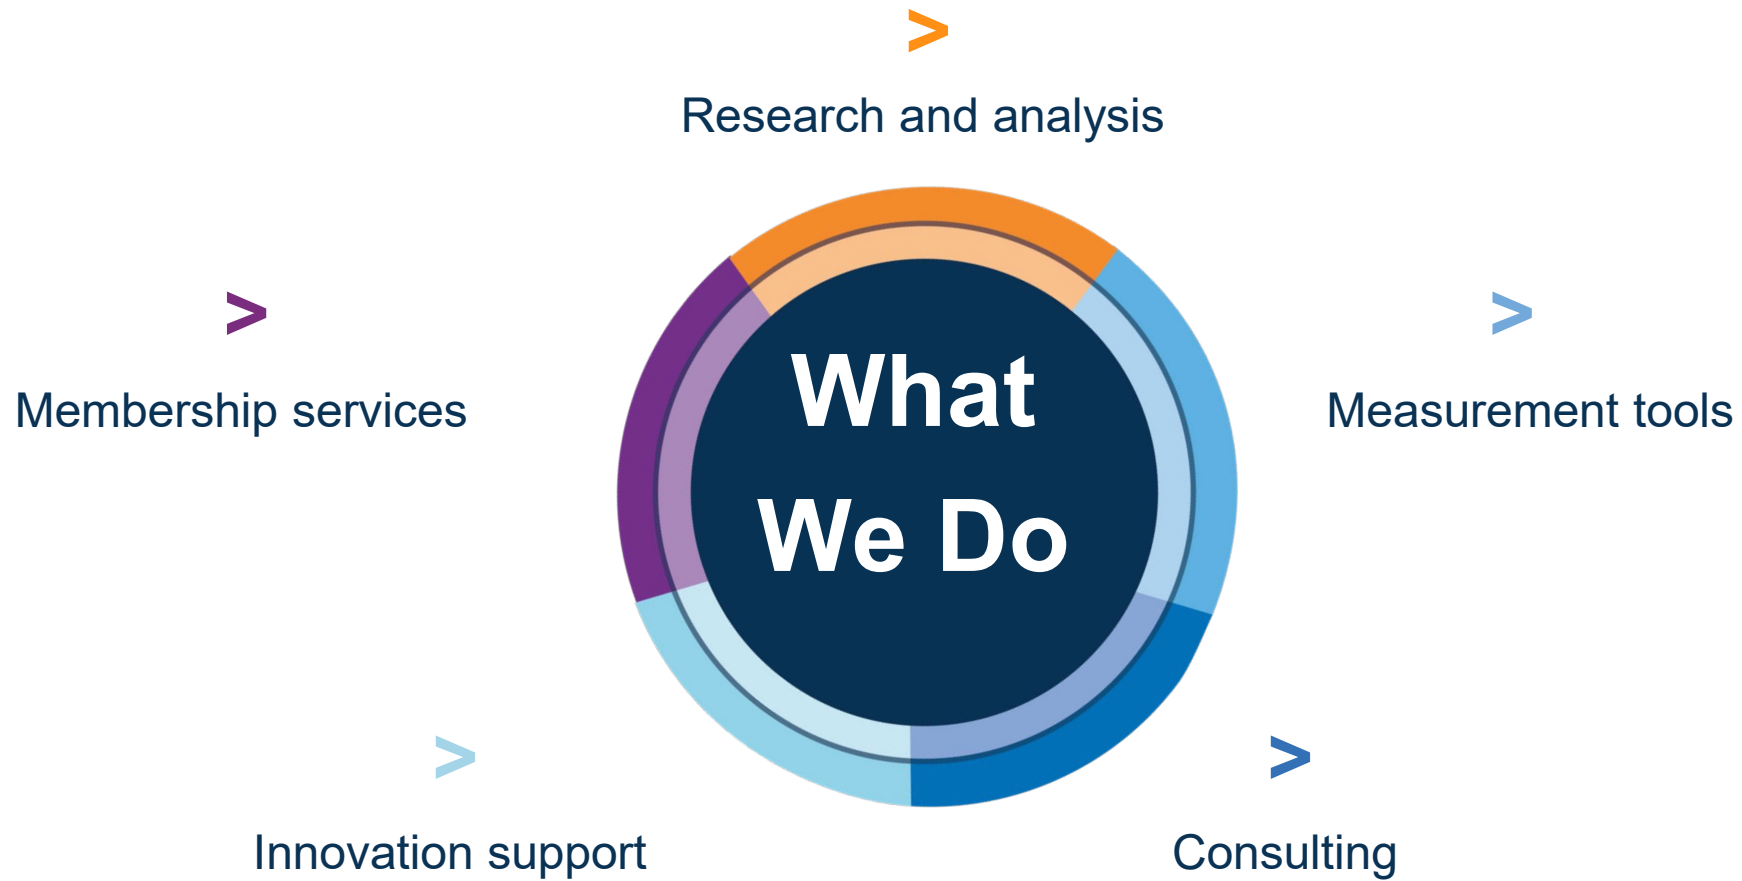 >
Research and analysis
>
Membership services
What
We Do
>
Measurement tools
>
Innovation support
>
Consulting